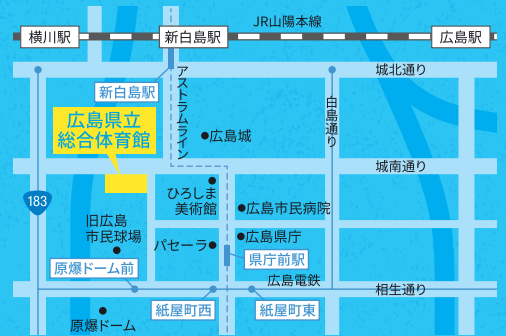 JR山陽本線
横川駅
新白島駅
広島駅
城北通り
新白島駅
アストラムライン
白島通り
広島県立
総合体育館
広島城
城南通り
183
ひろしま
美術館
広島市民病院
旧広島
市民球場
パセーラ
広島県庁
県庁前駅
原爆ドーム前
広島電鉄
相生通り
紙屋町西
紙屋町東
原爆ドーム